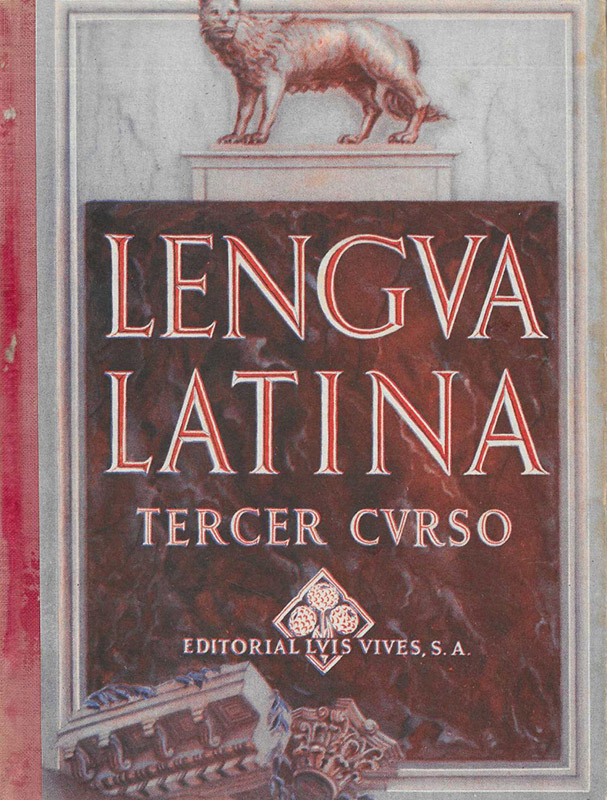 LENGVA
LATINA
TERCER CVRSO
EDITORIAL LVIS VIVES, S. A.